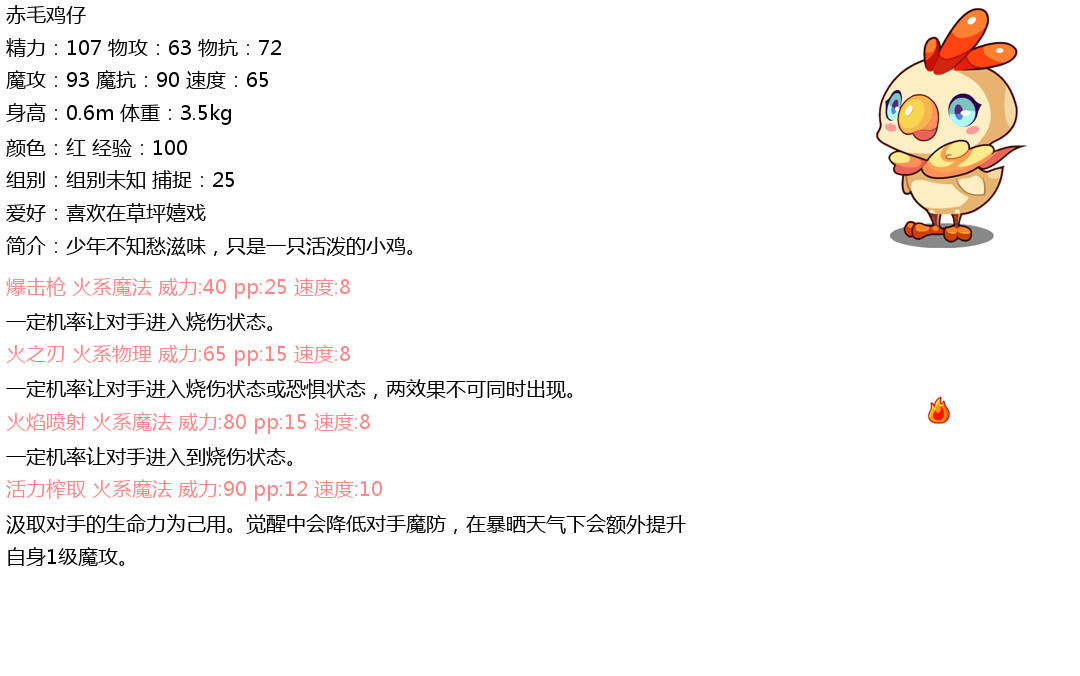 赤毛鸡仔
精力：107 物攻：63 物抗：72
魔攻：93 魔抗：90 速度：65
身高：0.6m 体重：3.5kg
颜色：红 经验：100
组别：组别未知 捕捉：25
爱好：喜欢在草坪嬉戏
简介：少年不知愁滋味，只是一只活泼的小鸡。
爆击枪 火系魔法 威力:40 pp:25 速度:8
一定机率让对手进入烧伤状态。
火之刃 火系物理 威力:65 pp:15 速度:8
一定机率让对手进入烧伤状态或恐惧状态，两效果不可同时出现。
火焰喷射 火系魔法 威力:80 pp:15 速度:8
一定机率让对手进入到烧伤状态。
活力榨取 火系魔法 威力:90 pp:12 速度:10
汲取对手的生命力为己用。觉醒中会降低对手魔防，在暴晒天气下会额外提升
自身1级魔攻。